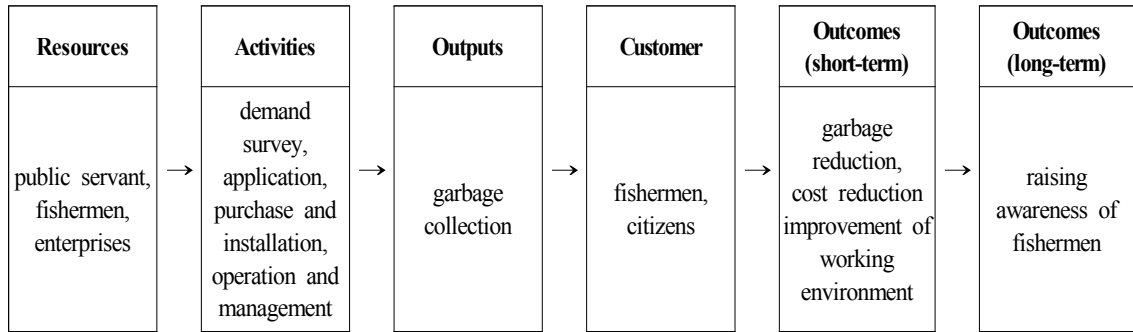 Resources
public servant,
fishermen,
enterprises
→
Activities
demand
survey,
application,
purchase and
installation,
operation and
management
→
Outputs
garbage
collection
→
Customer
fishermen,
citizens
→
Outcomes
(short-term)
garbage
reduction,
cost reduction
improvement of
working
environment
→
Outcomes
(long-term)
raising
awareness of
fishermen